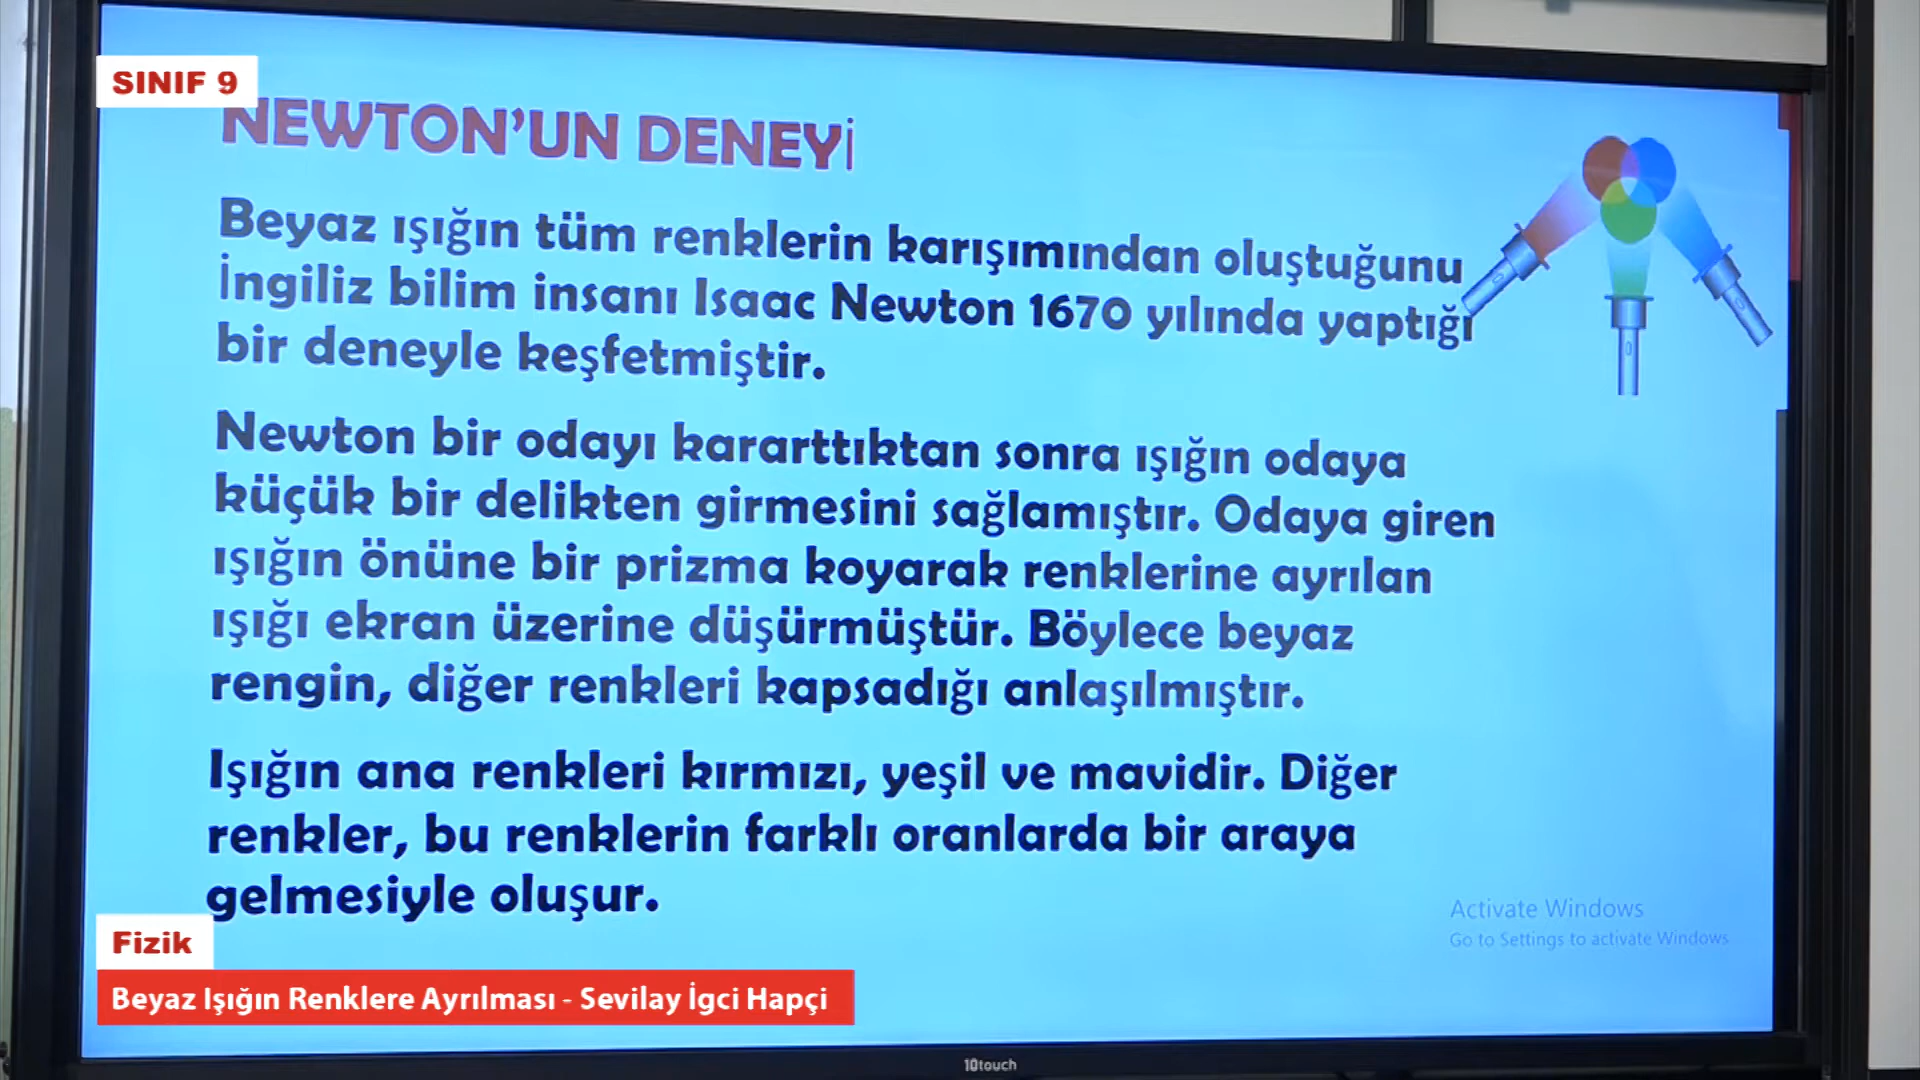 SINIF 9
NEWTON'UN DENEYİ
Beyaz ışığın tüm renklerin karışımından oluştuğunu
İngiliz bilim insanı Isaac Newton 1670 yılında yaptığı
bir deneyle keşfetmiştir.
Newton bir odayı kararttıktan sonra ışığın odaya
küçük bir delikten girmesini sağlamıştır. Odaya giren
ışığın önüne bir prizma koyarak renklerine ayrılan
ışığı ekran üzerine düşürmüştür. Böylece beyaz
rengin, diğer renkleri kapsadığı anlaşılmıştır.
Işığın ana renkleri kırmızı, yeşil ve mavidir. Diğer
renkler, bu renklerin farklı oranlarda bir araya
gelmesiyle oluşur.
Activate Windows
Go to Settings to activate Windows
Fizik
Beyaz Işığın Renklere Ayrılması - Sevilay İgci Hapçi
10touch